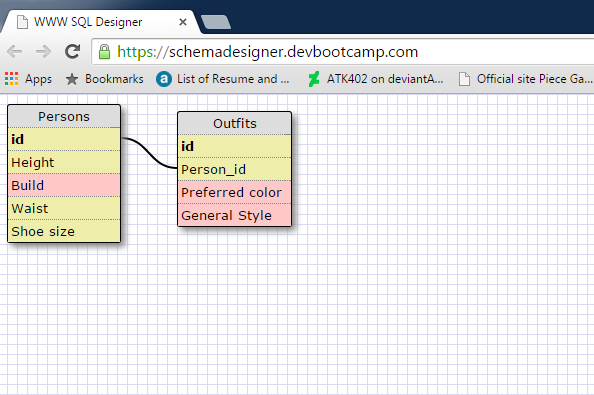 WWW SQL Designer
https://schemadesigner.devbootcamp.com
Apps Bookmarks a List of Resume and ... ATK402 on deviantA... Official site Piece Ga...
Persons
id
Height
Build
Waist
Shoe size
Outfits
id
Person_id
Preferred color
General Style